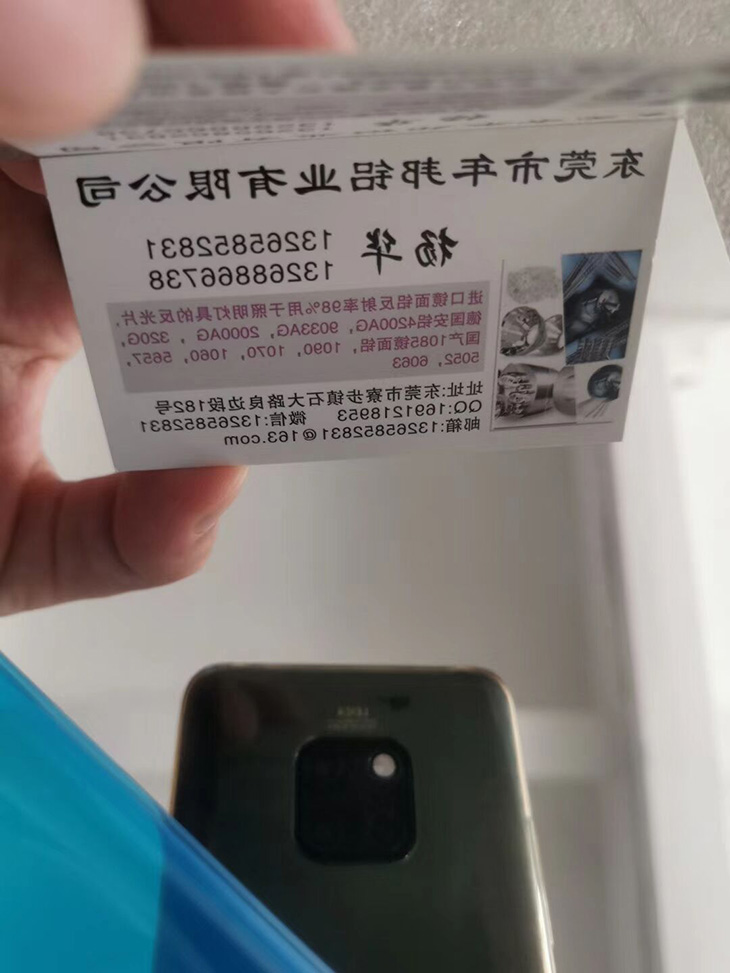 东莞市年邦铝业有限公司
杨华
13265852831
13268866738
进口镜面铝反射率98%用于照明灯具的反光片,
德国安铝4200AG, 9033AG, 2000AG , 320G,
国产1085镜面铝, 1090, 1070, 1060, 5657,
5052, 6063
址址:东莞市寮步镇石大路良边段182号
QQ:1691218953 微信:13265852831
邮箱:13265852831@163.com
LEICA